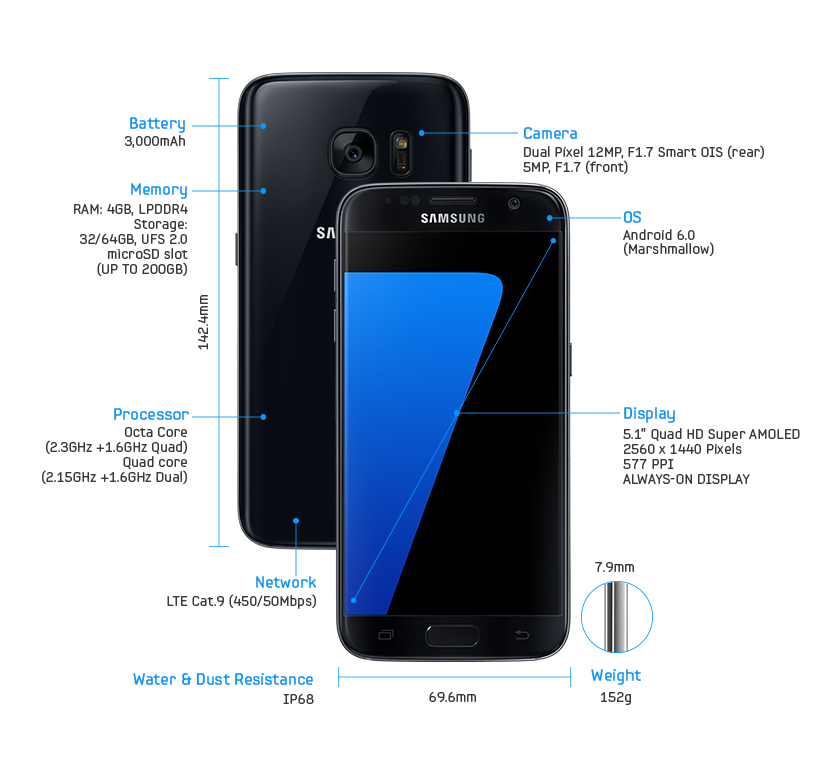 Battery
3,000mAh
Camera
Dual Pixel 12MP, F1.7 Smart OIS (rear)
5MP, F1.7 (front)
Memory
RAM: 4GB, LPDDR4
Storage:
32/64GB, UFS 2.0
microSD slot
(UP TO 200GB)
SA
SAMSUNG
OS
Android 6.0
(Marshmallow)
142.4mm
Processor
Octa Core
(2.3GHz +1.6GHz Quad)
Quad core
(2.15GHz +1.6GHz Dual)
Display
5.1" Quad HD Super AMOLED
2560 x 1440 Pixels
577 PPI
ALWAYS-ON DISPLAY
Network
LTE Cat.9 (450/50Mbps)
7.9mm
Water & Dust Resistance
IP68
69.6mm
Weight
152g